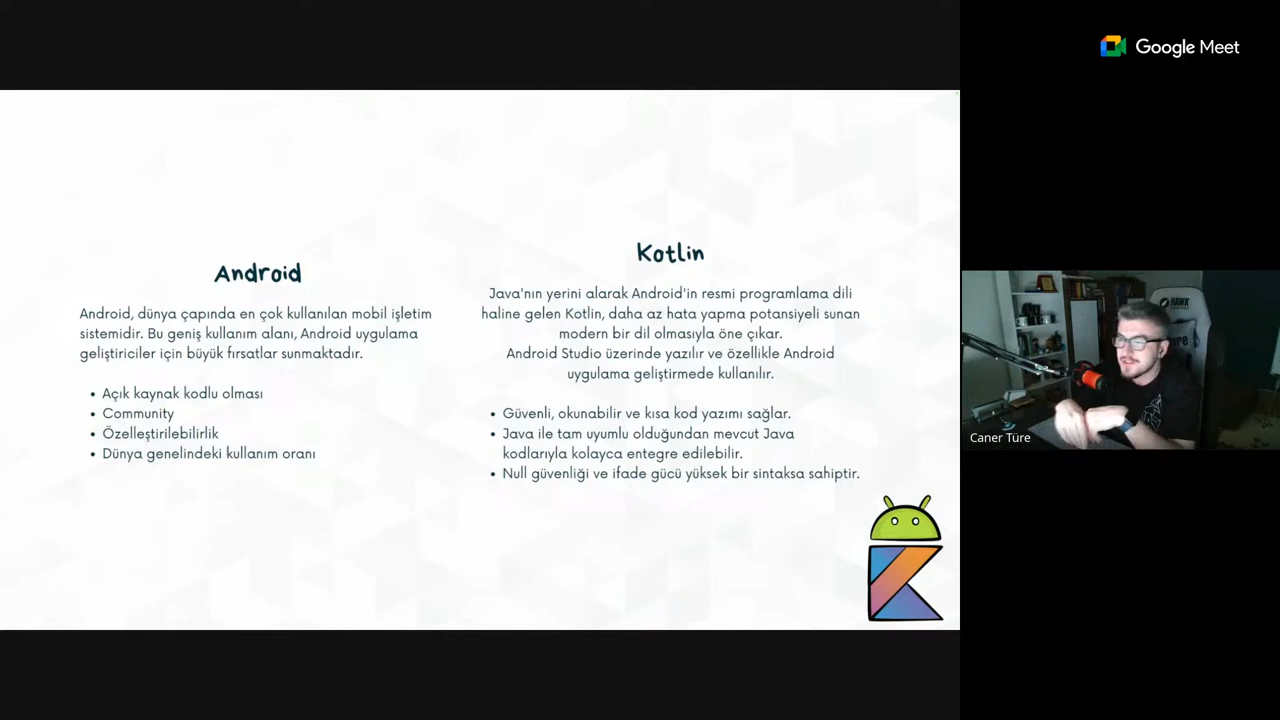 Google Meet
Android
Android, dünya çapında en çok kullanılan mobil işletim
sistemidir. Bu geniş kullanım alanı, Android uygulama
geliştiriciler için büyük fırsatlar sunmaktadır.
• Açık kaynak kodlu olması
• Community
• Özelleştirilebilirlik
• Dünya genelindeki kullanım oranı
Kotlin
Java'nın yerini alarak Android'in resmi programlama dili
haline gelen Kotlin, daha az hata yapma potansiyeli sunan
modern bir dil olmasıyla öne çıkar.
Android Studio üzerinde yazılır ve özellikle Android
uygulama geliştirmede kullanılır.
• Güvenli, okunabilir ve kısa kod yazımı sağlar.
• Java ile tam uyumlu olduğundan mevcut Java
kodlarıyla kolayca entegre edilebilir.
• Null güvenliği ve ifade gücü yüksek bir sintaksa sahiptir.
HAWK
Caner Türe